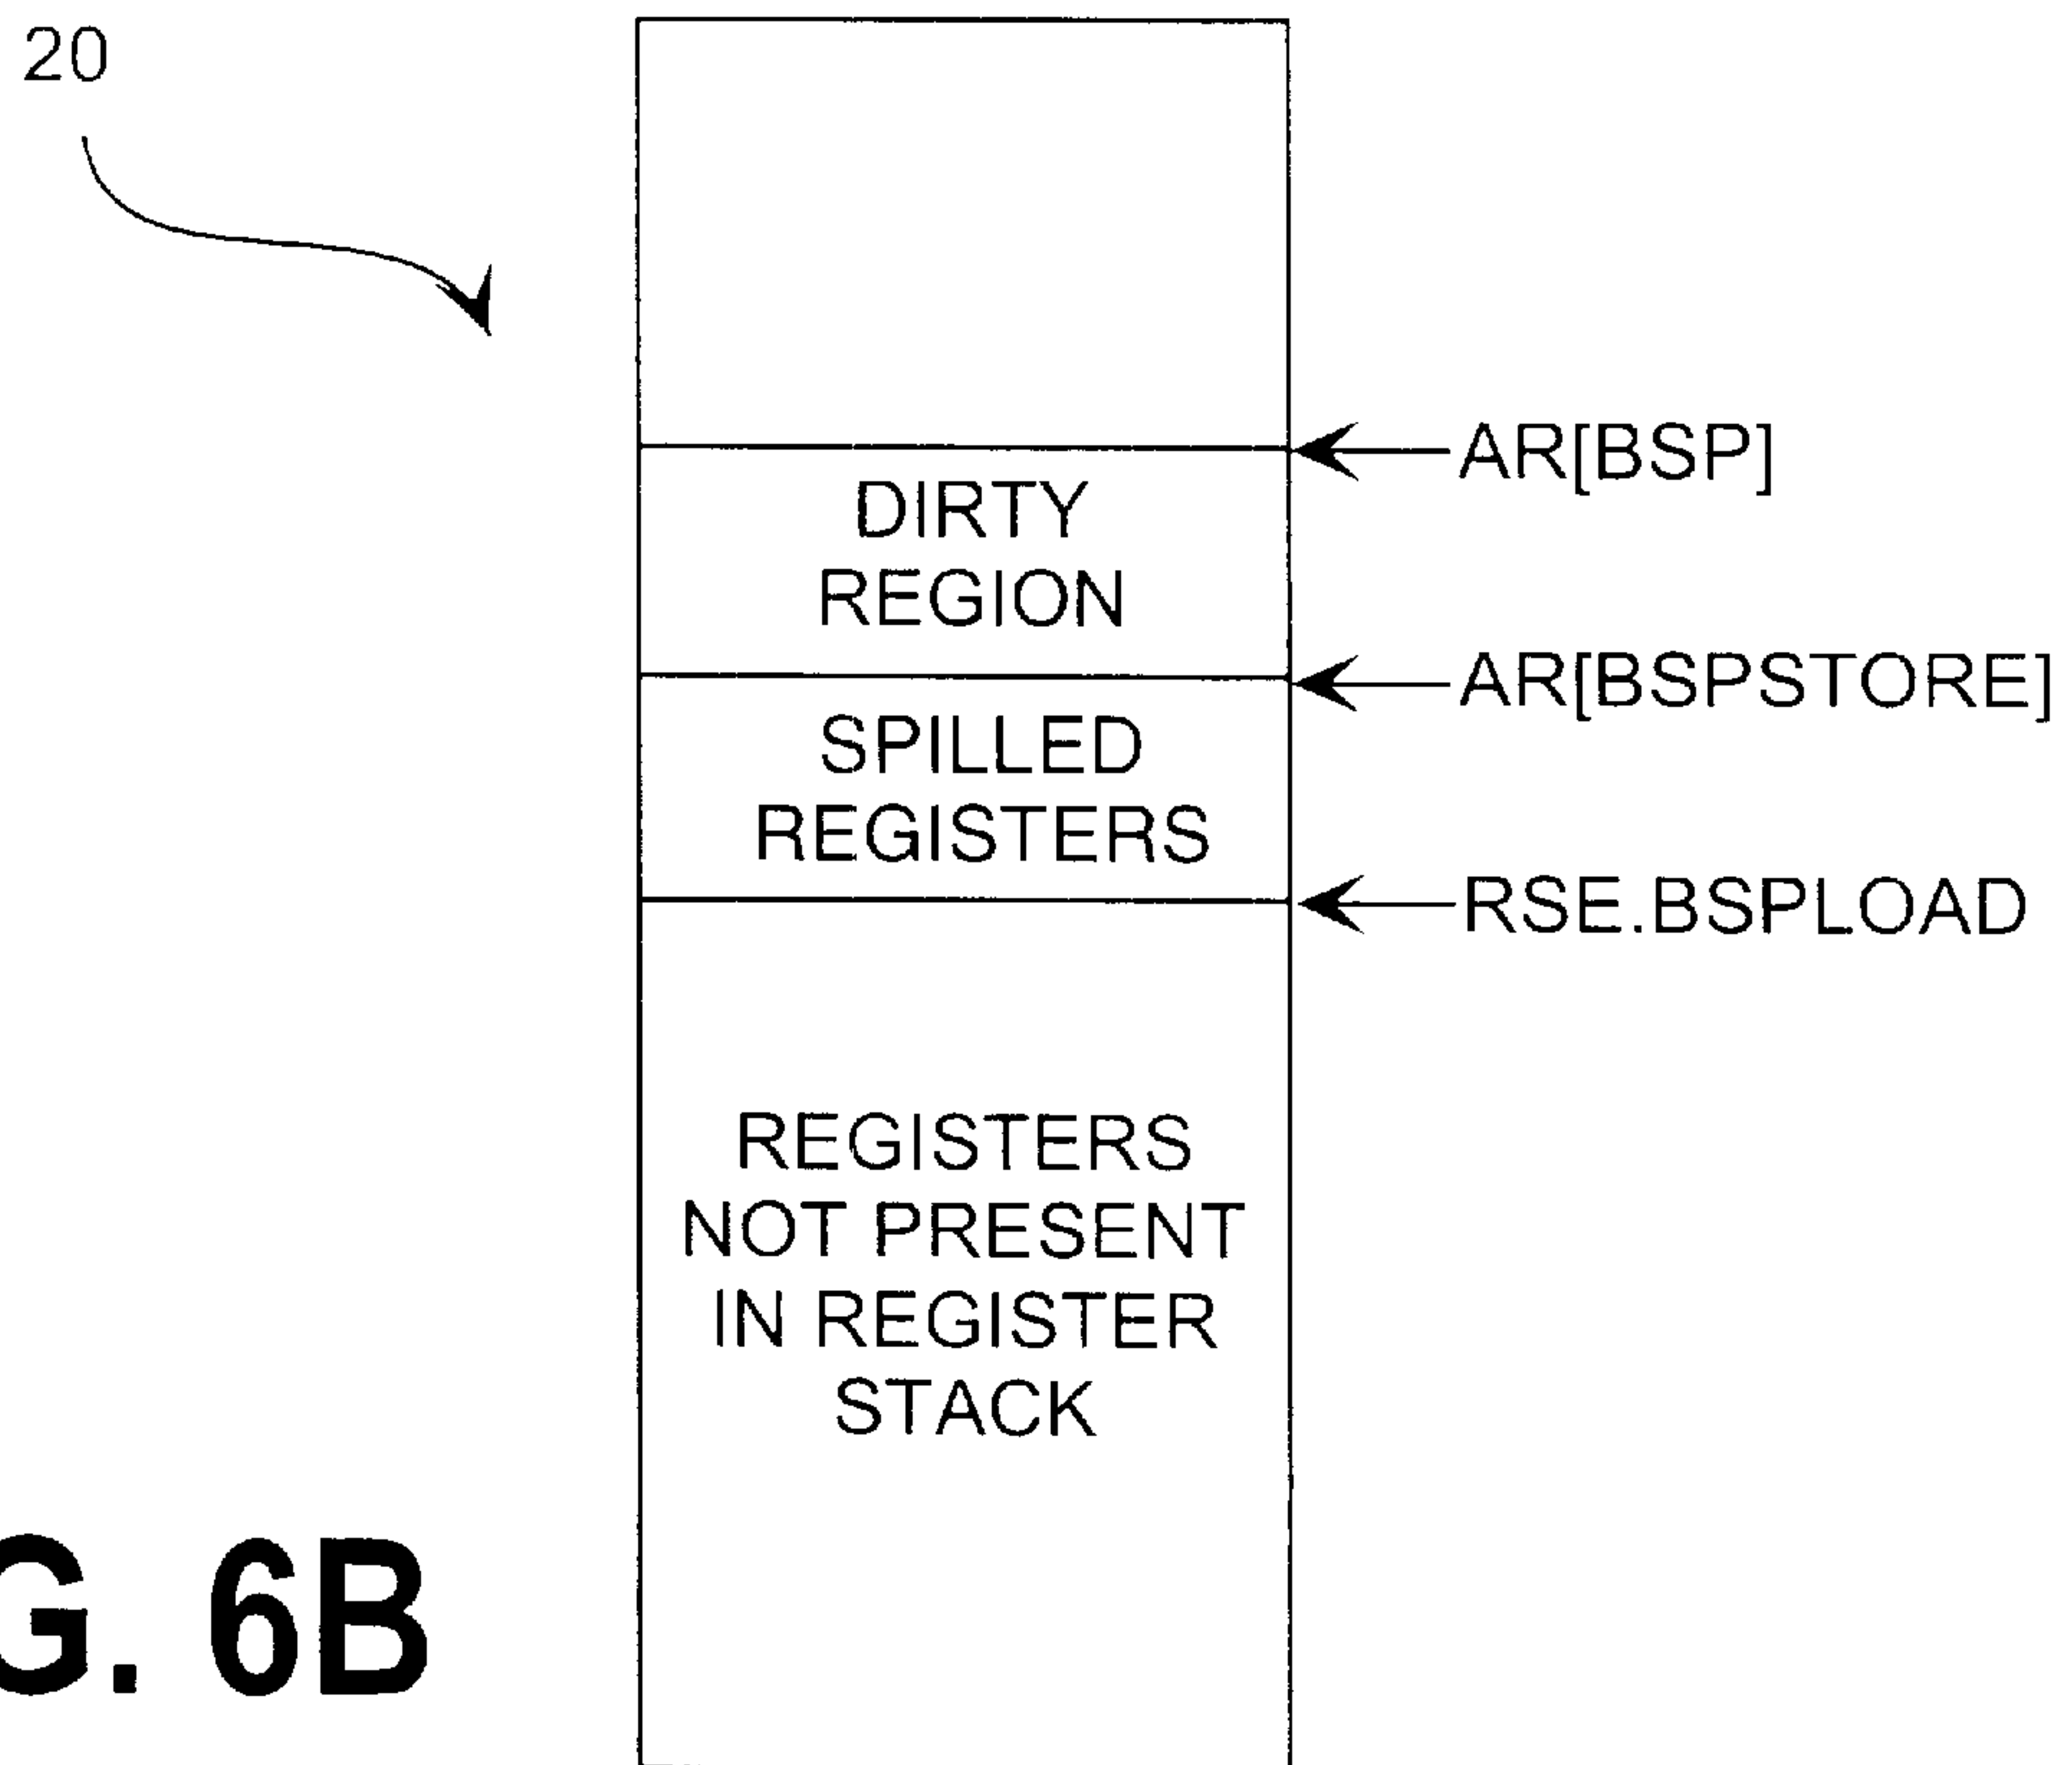 20
AR[BSP]
DIRTY
REGION
AR[BSPSTORE]
SPILLED
REGISTERS
RSE.BSPLOAD
REGISTERS
NOT PRESENT
IN REGISTER
STACK
G. 6B